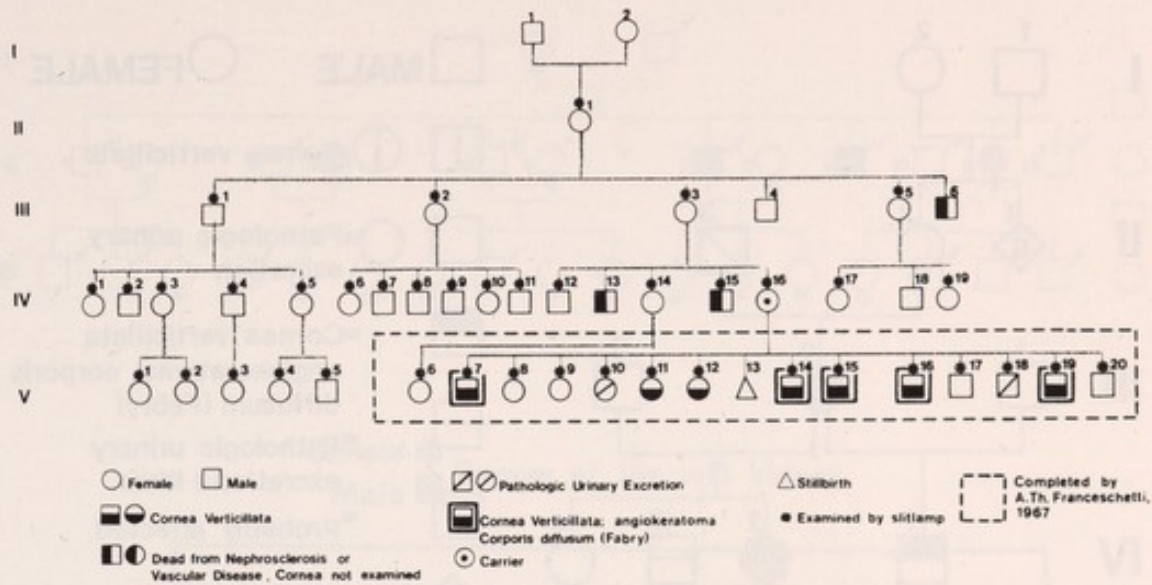 1 2
I
1
II
1 2 3 4 5 6
III
1 2 3 4 5 6 7 8 9 10 11 12 13 14 15 16 17 18 19
IV
1 2 3 4 5 6 7 8 9 10 11 12 13 14 15 16 17 18 19 20
V
Female Male
Cornea Verticillata
Dead from Nephrosclerosis or
Vascular Disease, Cornea not examined
Pathologic Urinary Excretion
Cornea Verticillata; angiokeratoma
Corporis diffusum (Fabry)
Carrier
Stillbirth
Examined by slitlamp
Completed by
A.Th. Franceschetti,
1967
MALE FEMALE